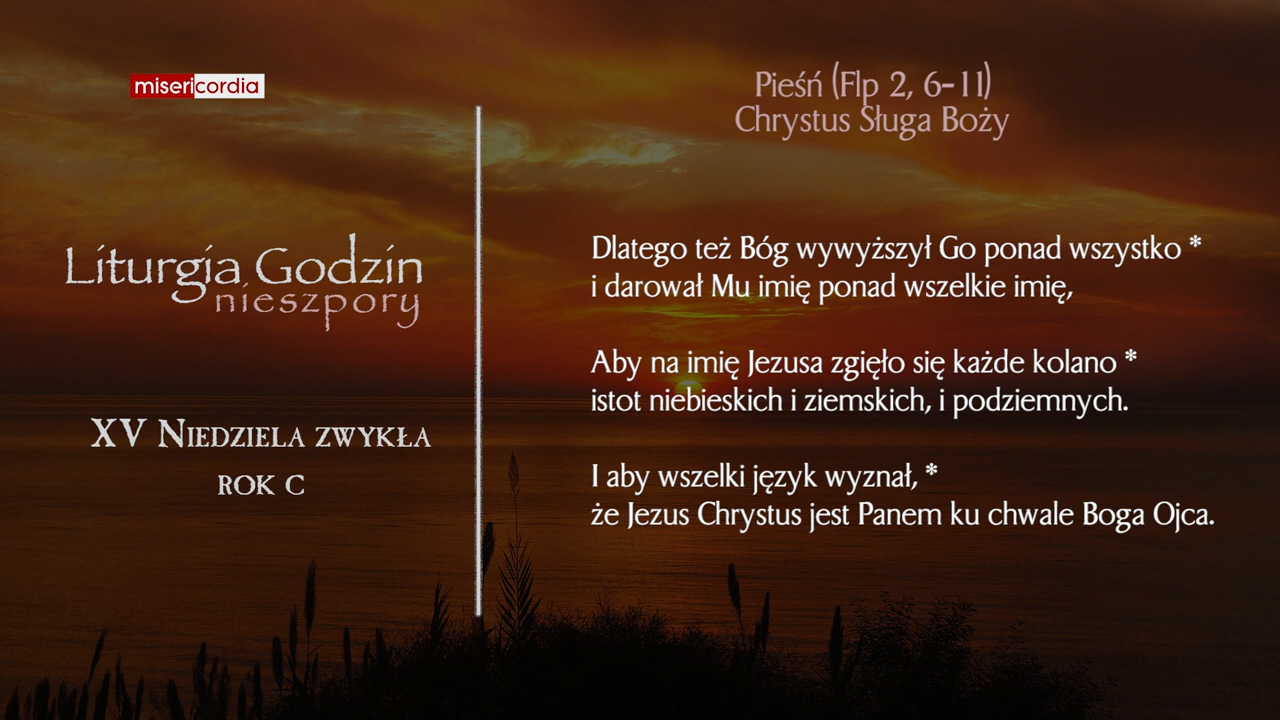 misericordia
Liturgia Godzin
nieszpory
XV Niedziela zwykła
rok C
Pieśń (Flp 2, 6-11)
Chrystus Sługa Boży
Dlatego też Bóg wywyższył Go ponad wszystko *
i darował Mu imię ponad wszelkie imię,
Aby na imię Jezusa zgięło się każde kolano *
istot niebieskich i ziemskich, i podziemnych.
I aby wszelki język wyznał, *
że Jezus Chrystus jest Panem ku chwale Boga Ojca.